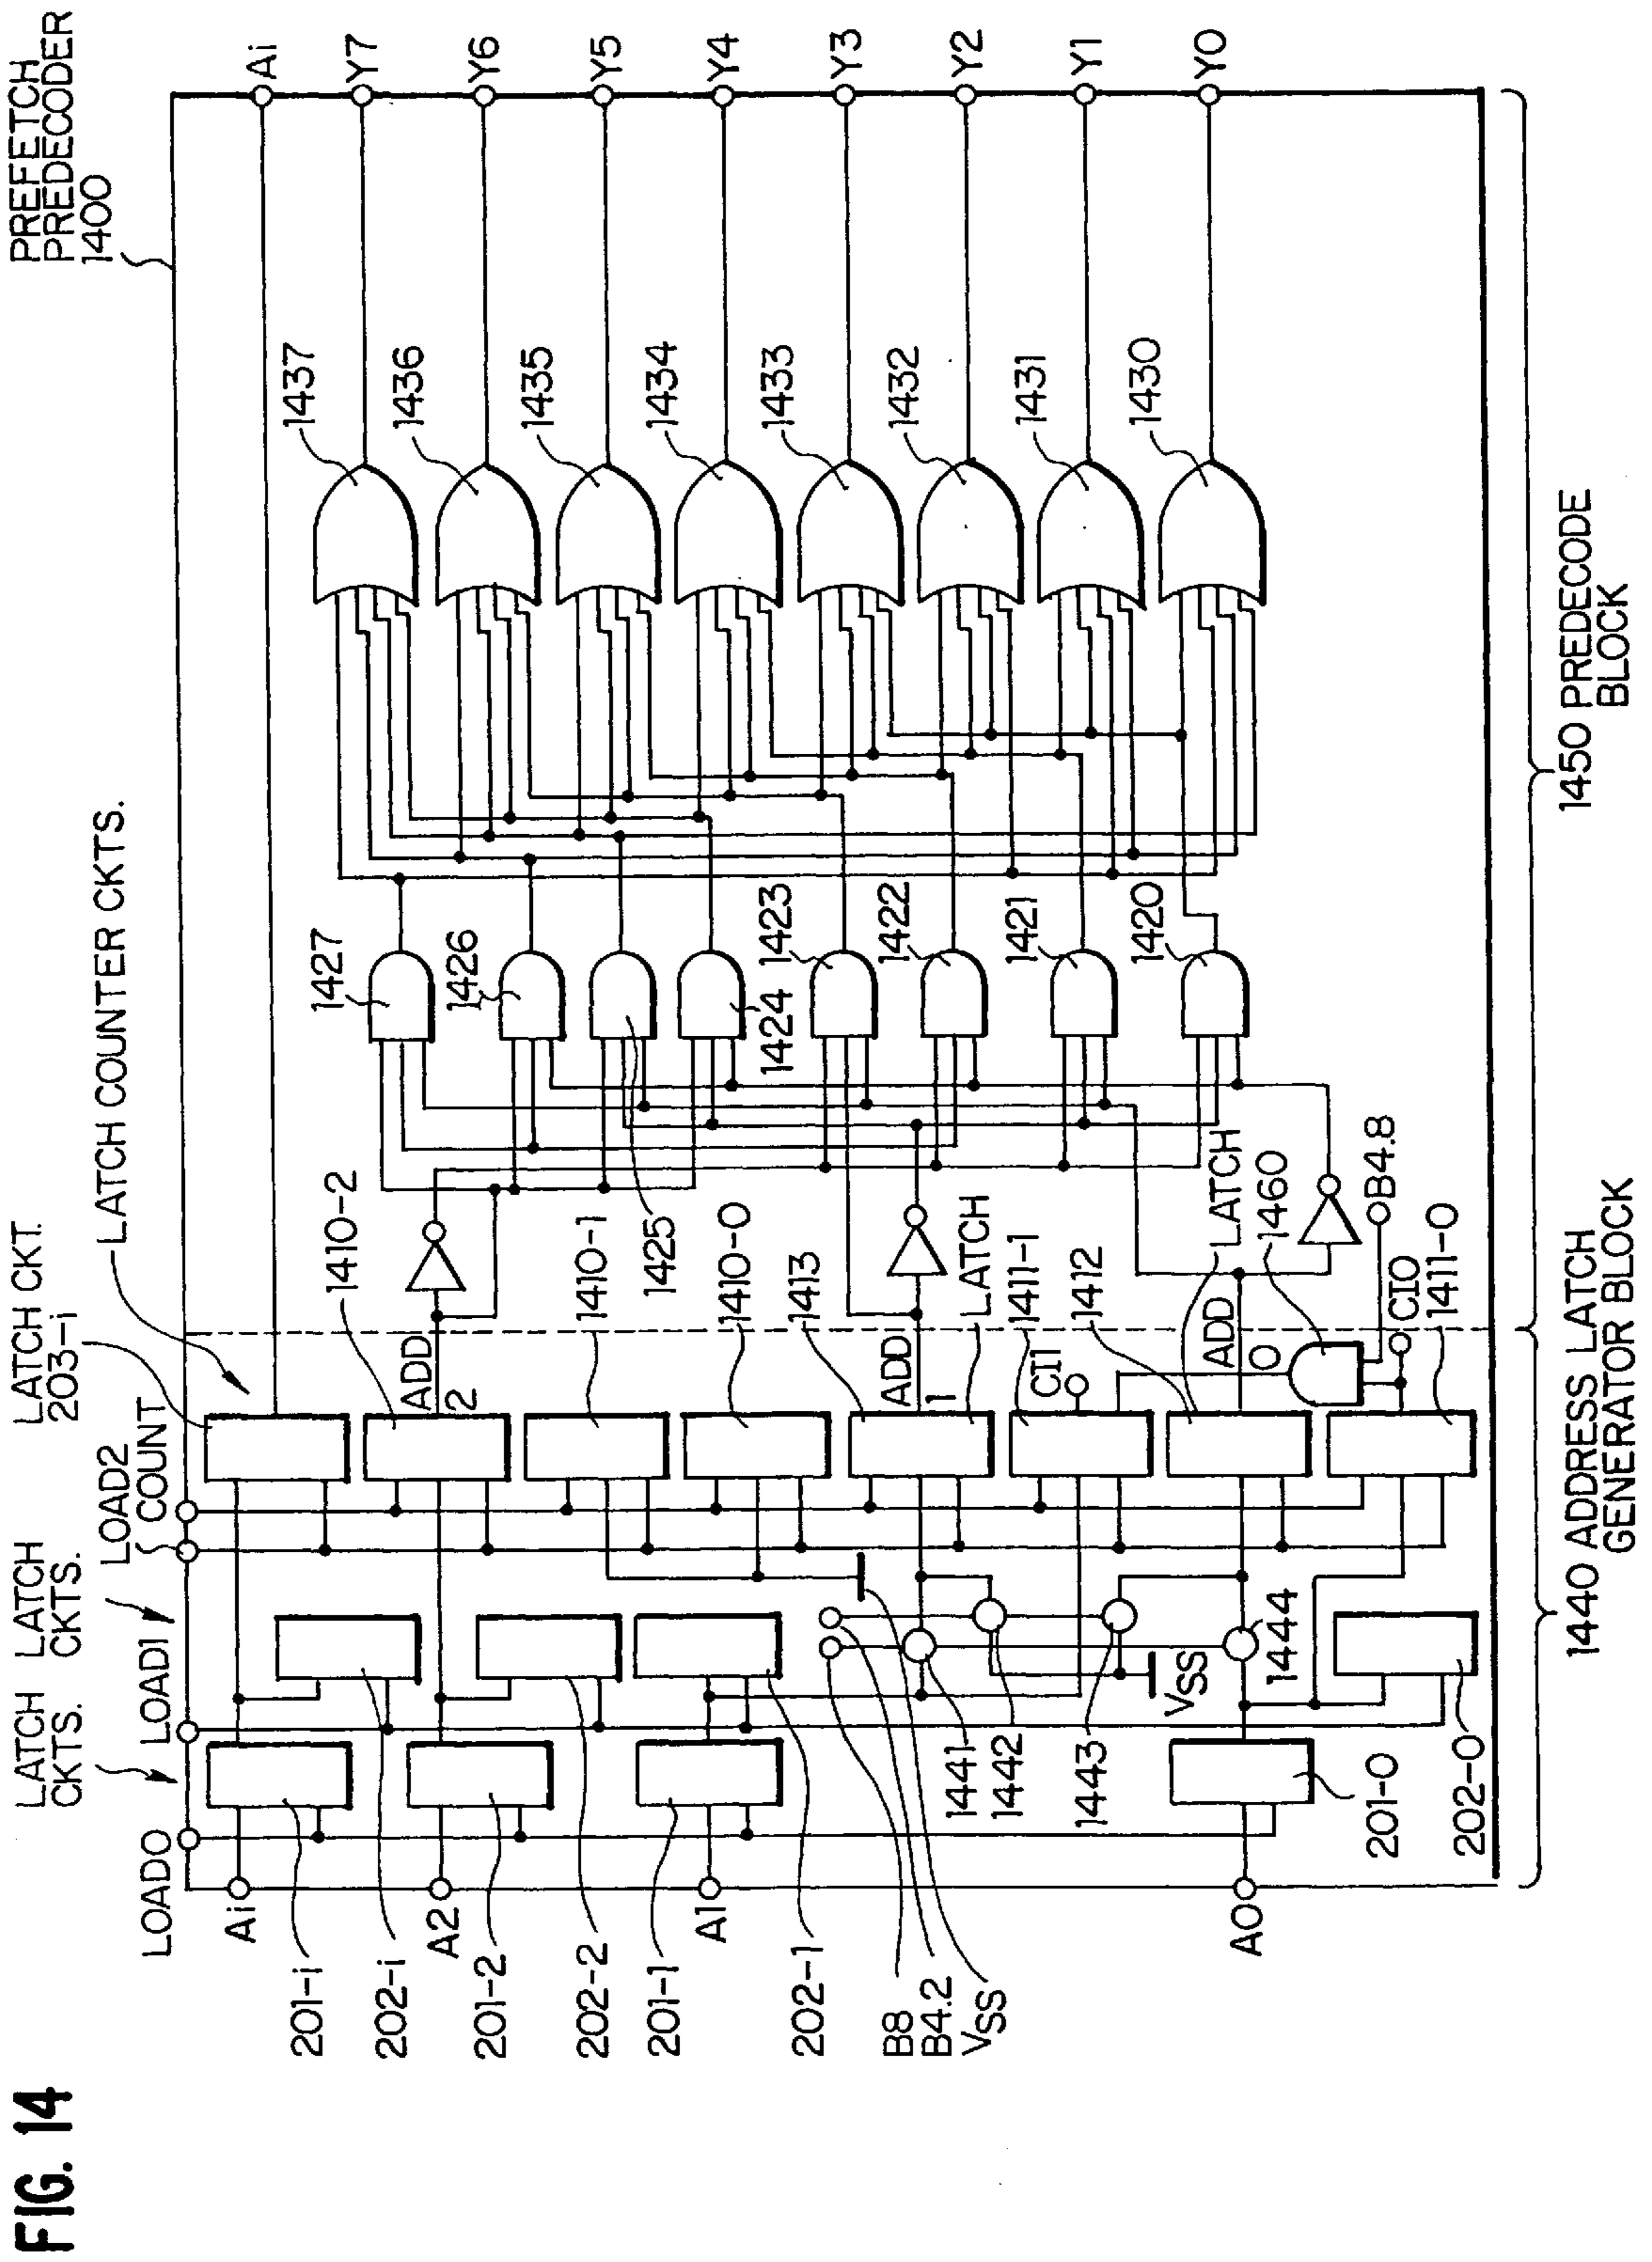 FIG. 14
PREFETCH
PREDECODER
1400
LATCH
CKTS.
LATCH
CKTS.
LATCH CKT.
203-i
LATCH COUNTER CKTS.
LOAD0
LOAD1
LOAD2
COUNT
Ai
A2
A1
A0
201-i
202-i
201-2
202-2
201-1
202-1
B8
B4.2
VSS
1441
1442
1443
VSS
1444
201-0
202-0
ADD
2
1410-2
1410-1
1410-0
1413
ADD
1
LATCH
1411-1
CI1
1412
ADD
0
LATCH
1460
B4.8
CI0
1411-0
1427
1426
1425
1424
1423
1422
1421
1420
1437
1436
1435
1434
1433
1432
1431
1430
Ai
Y7
Y6
Y5
Y4
Y3
Y2
Y1
Y0
1440 ADDRESS LATCH
GENERATOR BLOCK
1450 PREDECODE
BLOCK